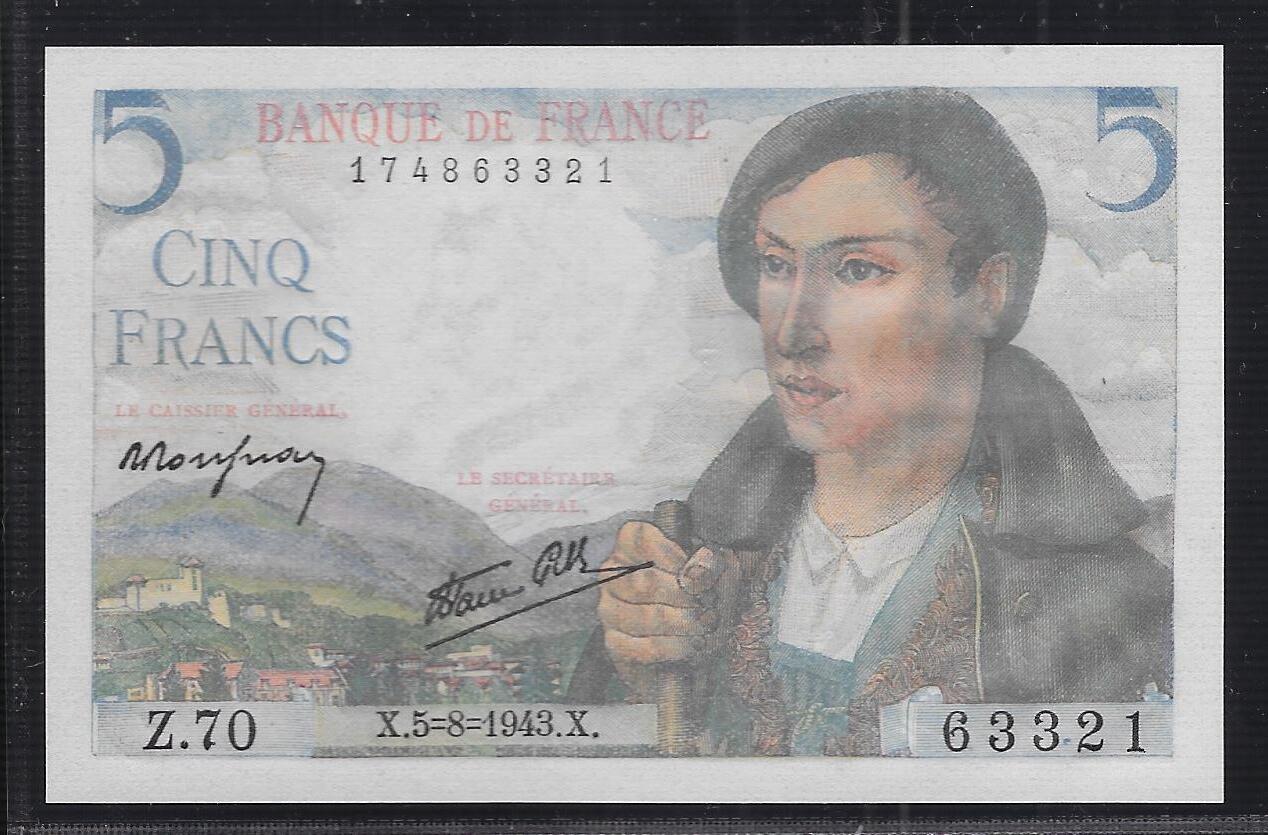 5
BANQUE DE FRANCE
5
174863321
CINQ
FRANCS
LE CAISSIER GÉNÉRAL,
LE SECRÉTAIRE
GÉNÉRAL,
Z.70
X.5=8=1943.X.
63321